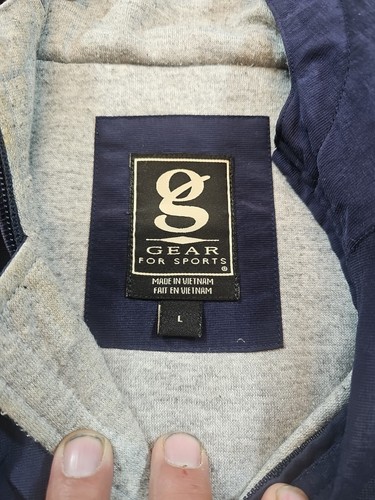 g
GEAR
FOR SPORTS®
MADE IN VIETNAM
FAIT EN VIETNAM
L